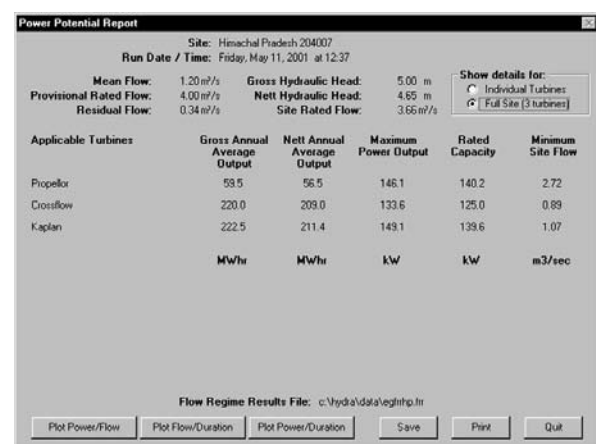 Power Potential Report
Site: Himachal Pradesh 204007
Run Date / Time: Friday, May 11, 2001 at 12:37
Mean Flow: 1.20 m³/s Gross Hydraulic Head: 5.00 m
Provisional Rated Flow: 4.00 m³/s Nett Hydraulic Head: 4.65 m
Residual Flow: 0.34 m³/s Site Rated Flow: 3.66 m³/s
Show details for:
Individual Turbines
Full Site (3 turbines)
Applicable Turbines Gross Annual Average Output Nett Annual Average Output Maximum Power Output Rated Capacity Minimum Site Flow
Propellor 59.5 56.5 146.1 140.2 2.72
Crossflow 220.0 209.0 133.6 125.0 0.89
Kaplan 222.5 211.4 149.1 139.6 1.07
MWhr MWhr kW kW m3/sec
Flow Regime Results File:
Plot Power/Flow Plot Flow/Duration Plot Power/Duration Save Print Quit